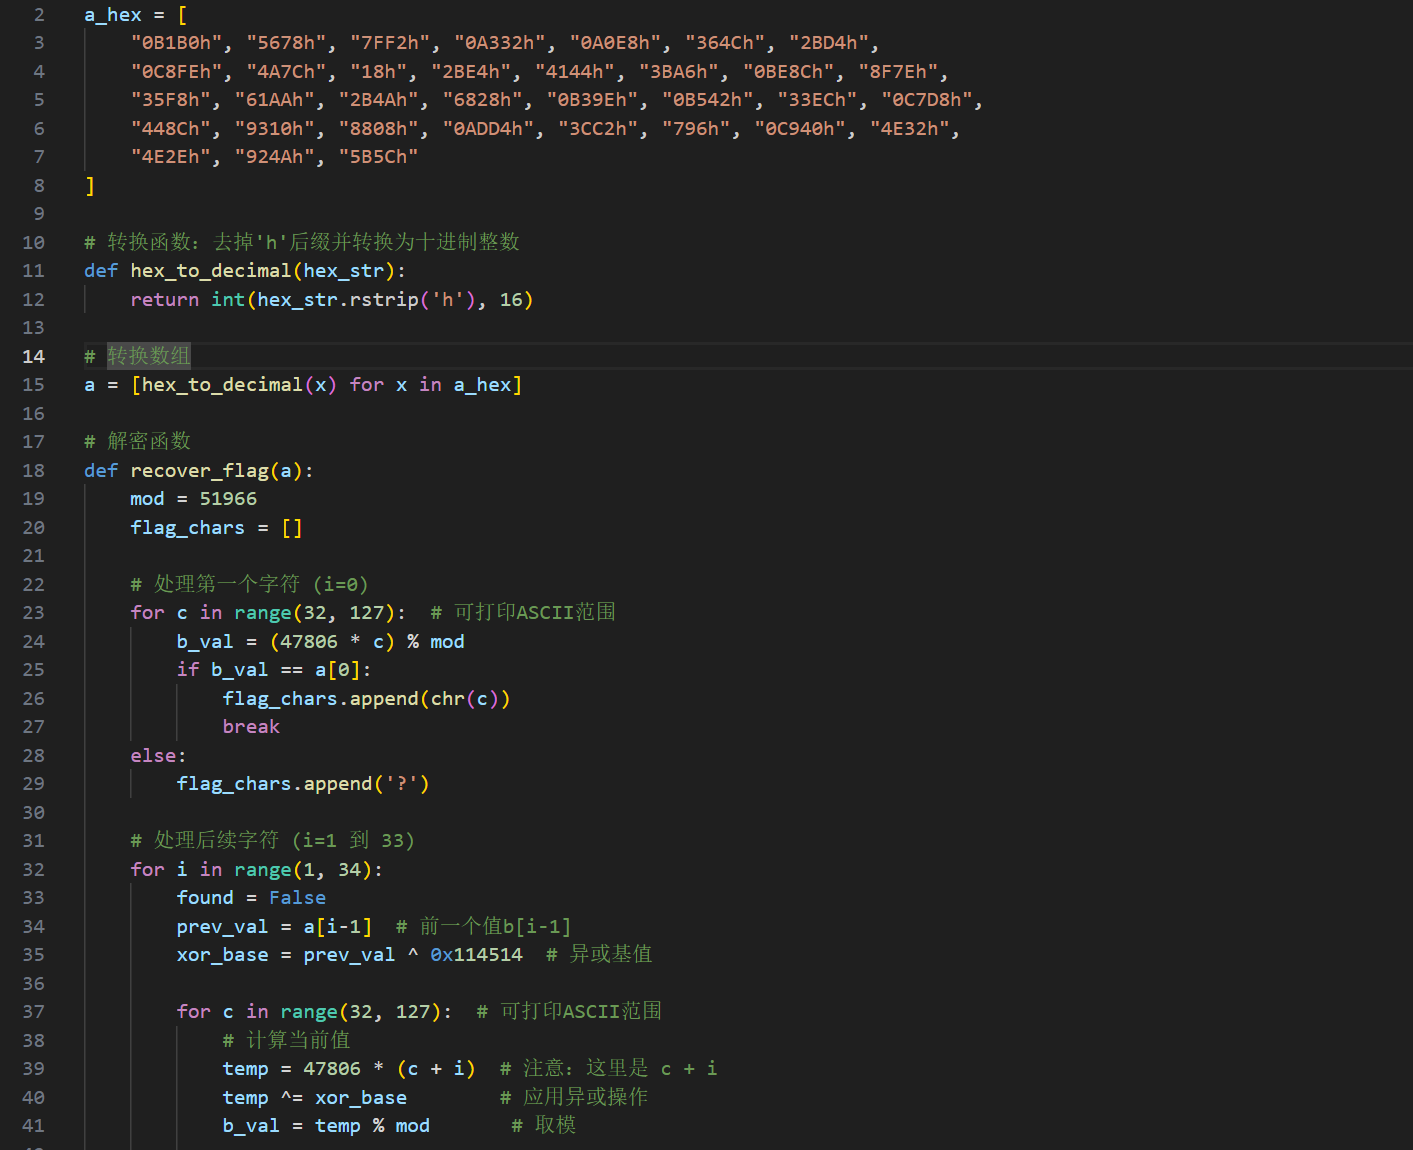 2 a_hex = [
3 "0B1B0h", "5678h", "7FF2h", "0A332h", "0A0E8h", "364Ch", "2BD4h",
4 "0C8FEh", "4A7Ch", "18h", "2BE4h", "4144h", "3BA6h", "0BE8Ch", "8F7Eh",
5 "35F8h", "61AAh", "2B4Ah", "6828h", "0B39Eh", "0B542h", "33ECh", "0C7D8h",
6 "448Ch", "9310h", "8808h", "0ADD4h", "3CC2h", "796h", "0C940h", "4E32h",
7 "4E2Eh", "924Ah", "5B5Ch"
8 ]
9
10 # 转换函数：去掉'h'后缀并转换为十进制整数
11 def hex_to_decimal(hex_str):
12 return int(hex_str.rstrip('h'), 16)
13
14 # 转换数组
15 a = [hex_to_decimal(x) for x in a_hex]
16
17 # 解密函数
18 def recover_flag(a):
19 mod = 51966
20 flag_chars = []
21
22 # 处理第一个字符 (i=0)
23 for c in range(32, 127): # 可打印ASCII范围
24 b_val = (47806 * c) % mod
25 if b_val == a[0]:
26 flag_chars.append(chr(c))
27 break
28 else:
29 flag_chars.append('?')
30
31 # 处理后续字符 (i=1 到 33)
32 for i in range(1, 34):
33 found = False
34 prev_val = a[i-1] # 前一个值b[i-1]
35 xor_base = prev_val ^ 0x114514 # 异或基值
36
37 for c in range(32, 127): # 可打印ASCII范围
38 # 计算当前值
39 temp = 47806 * (c + i) # 注意：这里是 c + i
40 temp ^= xor_base # 应用异或操作
41 b_val = temp % mod # 取模